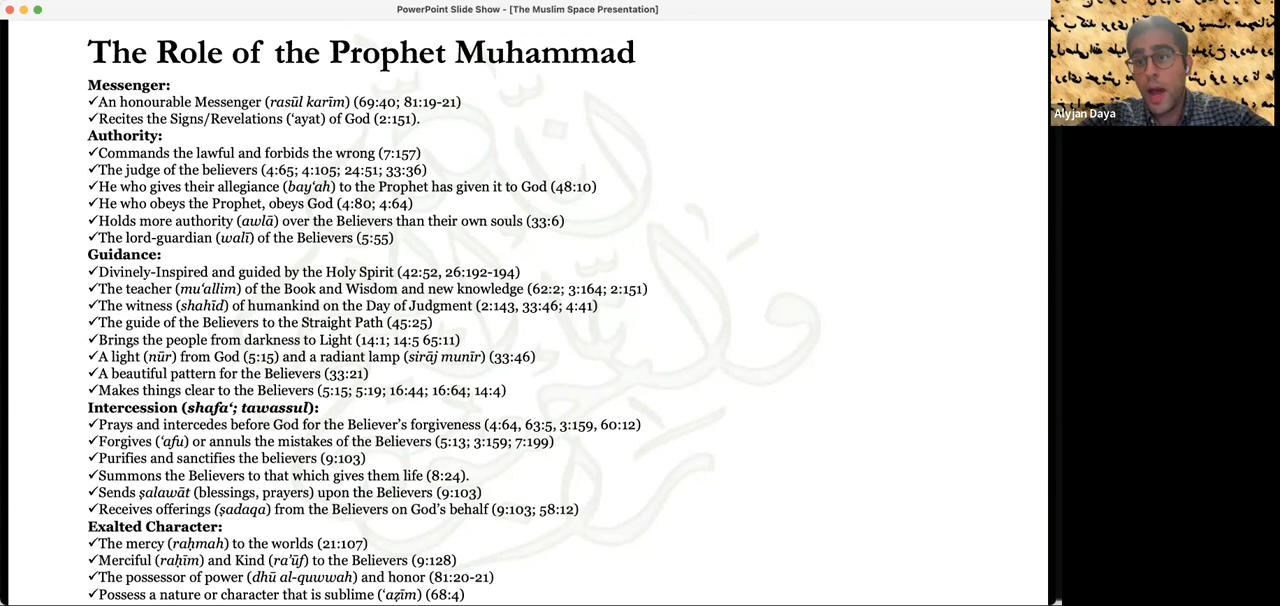 PowerPoint Slide Show - [The Muslim Space Presentation]
The Role of the Prophet Muhammad
Messenger:
✓An honourable Messenger (rasūl karīm) (69:40; 81:19-21)
✓Recites the Signs/Revelations (‘ayat) of God (2:151).
Authority:
✓Commands the lawful and forbids the wrong (7:157)
✓The judge of the believers (4:65; 4:105; 24:51; 33:36)
✓He who gives their allegiance (bay‘ah) to the Prophet has given it to God (48:10)
✓He who obeys the Prophet, obeys God (4:80; 4:64)
✓Holds more authority (awlā) over the Believers than their own souls (33:6)
✓The lord-guardian (walī) of the Believers (5:55)
Guidance:
✓Divinely-Inspired and guided by the Holy Spirit (42:52, 26:192-194)
✓The teacher (mu‘allim) of the Book and Wisdom and new knowledge (62:2; 3:164; 2:151)
✓The witness (shahīd) of humankind on the Day of Judgment (2:143, 33:46; 4:41)
✓The guide of the Believers to the Straight Path (45:25)
✓Brings the people from darkness to Light (14:1; 14:5 65:11)
✓A light (nūr) from God (5:15) and a radiant lamp (sirāj munīr) (33:46)
✓A beautiful pattern for the Believers (33:21)
✓Makes things clear to the Believers (5:15; 5:19; 16:44; 16:64; 14:4)
Intercession (shafa‘; tawassul):
✓Prays and intercedes before God for the Believer’s forgiveness (4:64, 63:5, 3:159, 60:12)
✓Forgives (‘afu) or annuls the mistakes of the Believers (5:13; 3:159; 7:199)
✓Purifies and sanctifies the believers (9:103)
✓Summons the Believers to that which gives them life (8:24).
✓Sends ṣalawāt (blessings, prayers) upon the Believers (9:103)
✓Receives offerings (ṣadaqa) from the Believers on God’s behalf (9:103; 58:12)
Exalted Character:
✓The mercy (raḥmah) to the worlds (21:107)
✓Merciful (raḥīm) and Kind (ra’ūf) to the Believers (9:128)
✓The possessor of power (dhū al-quwwah) and honor (81:20-21)
✓Possess a nature or character that is sublime (‘aẓīm) (68:4)
Alyjan Daya